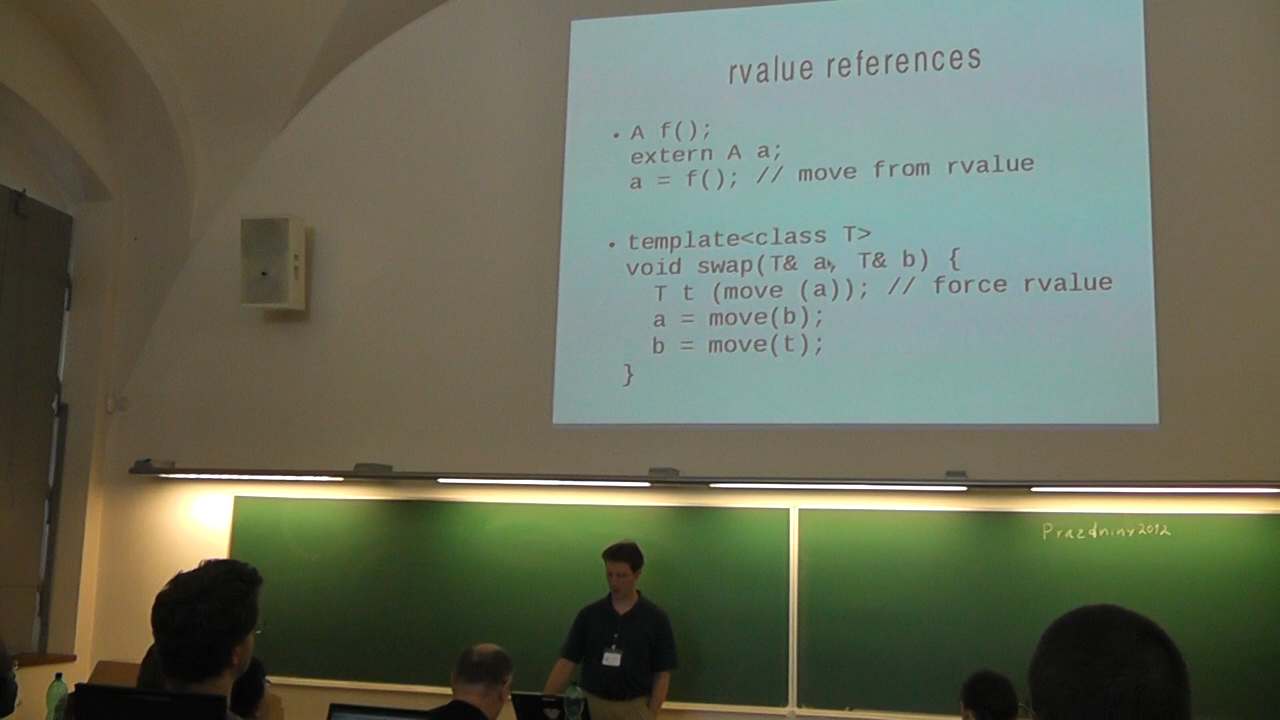 rvalue references
• A f();
extern A a;
a = f(); // move from rvalue
• template<class T>
void swap(T& a, T& b) {
T t (move (a)); // force rvalue
a = move(b);
b = move(t);
}
Prazdniny2012